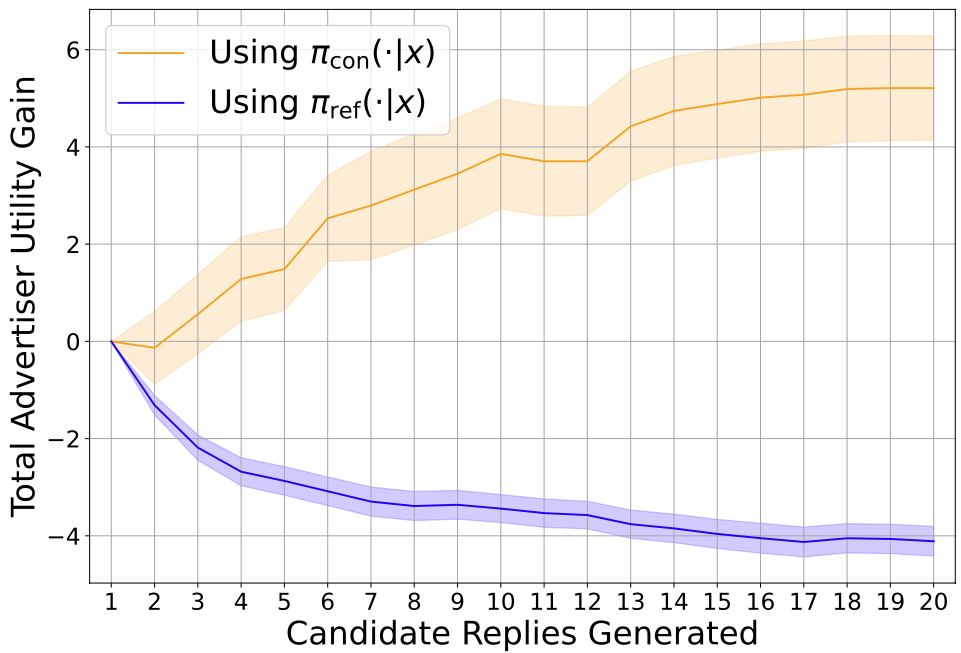 Total Advertiser Utility Gain
6
4
2
0
−2
−4
Using π_con(·|x)
Using π_ref(·|x)
1 2 3 4 5 6 7 8 9 10 11 12 13 14 15 16 17 18 19 20
Candidate Replies Generated